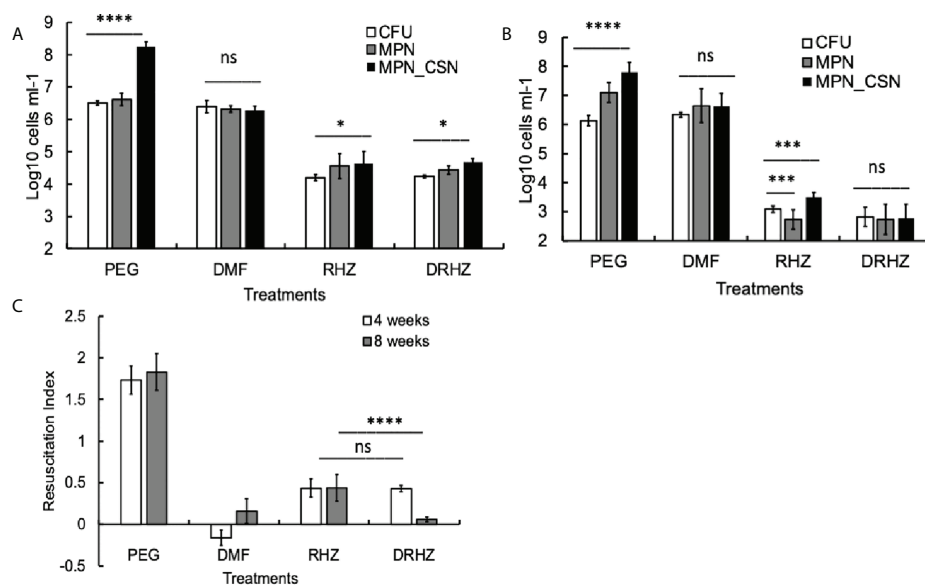 A
9
8
7
6
5
4
3
2
Log10 cells ml-1
****
ns
*
*
CFU
MPN
MPN_CSN
PEG
DMF
RHZ
DRHZ
Treatments
B
9
8
7
6
5
4
3
2
Log10 cells ml-1
****
ns
***
***
ns
CFU
MPN
MPN_CSN
PEG
DMF
RHZ
DRHZ
Treatments
C
2.5
2
1.5
1
0.5
0
-0.5
Resuscitation Index
4 weeks
8 weeks
****
ns
PEG
DMF
RHZ
DRHZ
Treatments